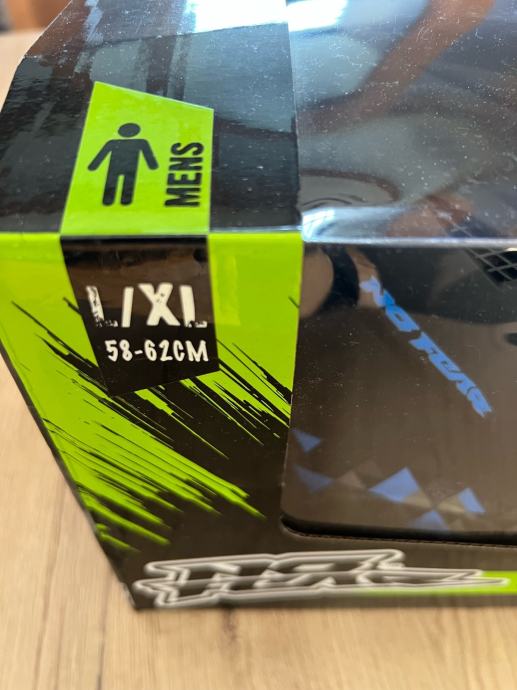 MENS
L/XL
58-62CM
NO FEAR
NO
FEAR